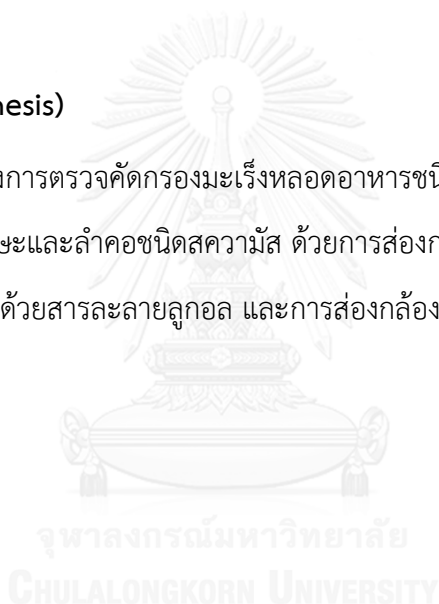 hesis)
งการตรวจคัดกรองมะเร็งหลอดอาหารชนิ
ษะและลำคอชนิดสความัส ด้วยการส่องก
ด้วยสารละลายลูกอล และการส่องกล้อง
จุฬาลงกรณ์มหาวิทยาลัย
CHULALONGKORN UNIVERSITY